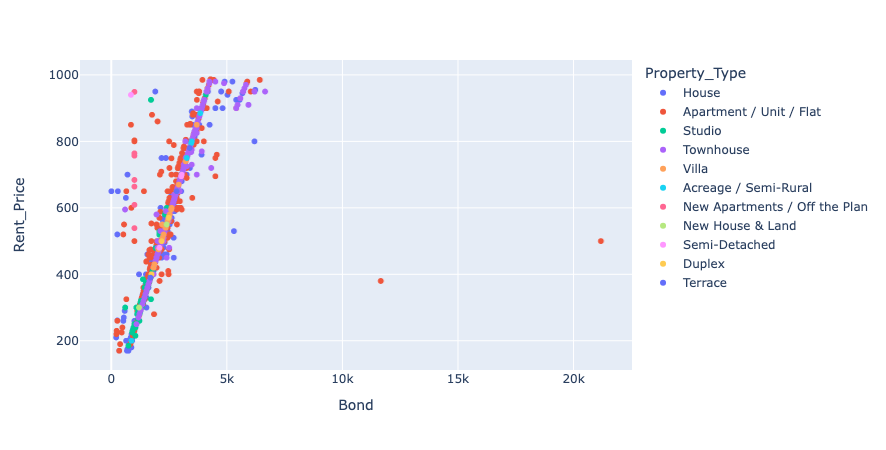 Property_Type
House
Apartment / Unit / Flat
Studio
Townhouse
Villa
Acreage / Semi-Rural
New Apartments / Off the Plan
New House & Land
Semi-Detached
Duplex
Terrace
Rent_Price
1000
800
600
400
200
0 5k 10k 15k 20k
Bond